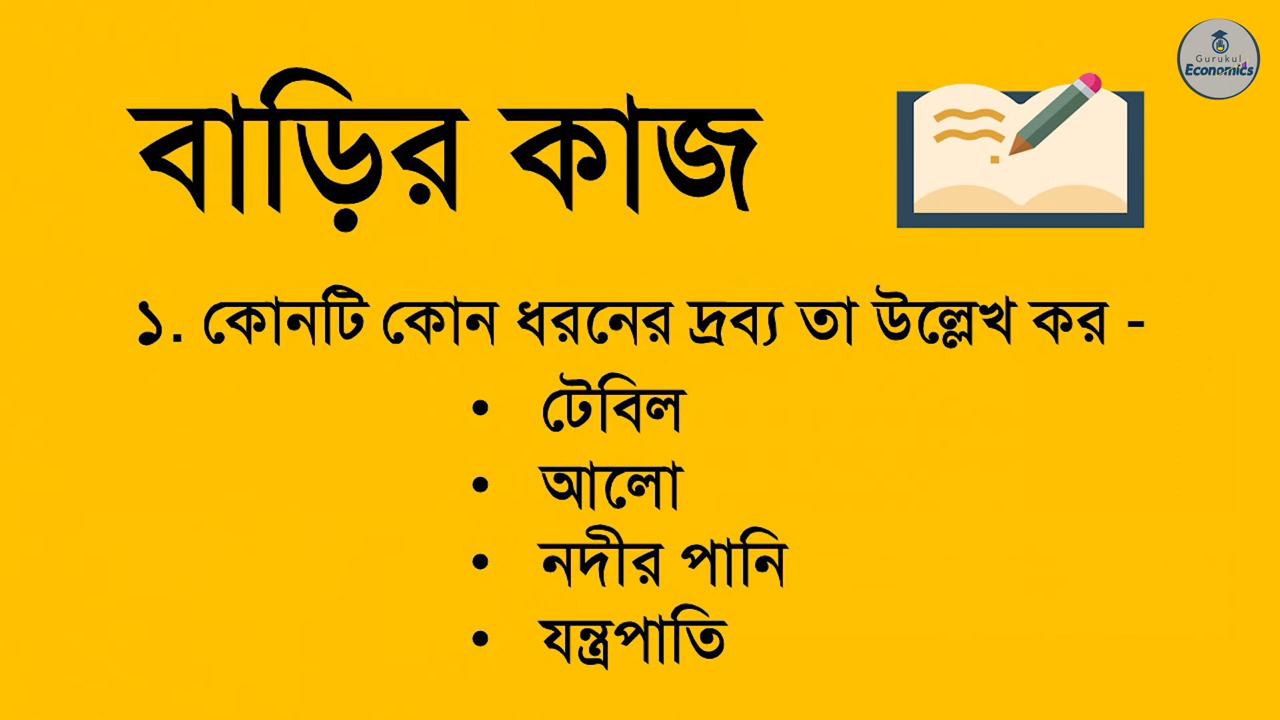 Gurukul
Economics
বাড়ির কাজ
১. কোনটি কোন ধরনের দ্রব্য তা উল্লেখ কর -
• টেবিল
• আলো
• নদীর পানি
• যন্ত্রপাতি